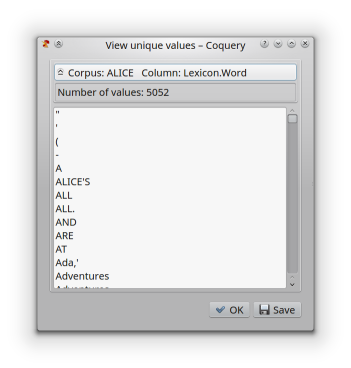 View unique values – Coquery
Corpus: ALICE   Column: Lexicon.Word
Number of values: 5052
"
'
(
-
A
ALICE'S
ALL
ALL.
AND
ARE
AT
Ada,'
Adventures
OK
Save